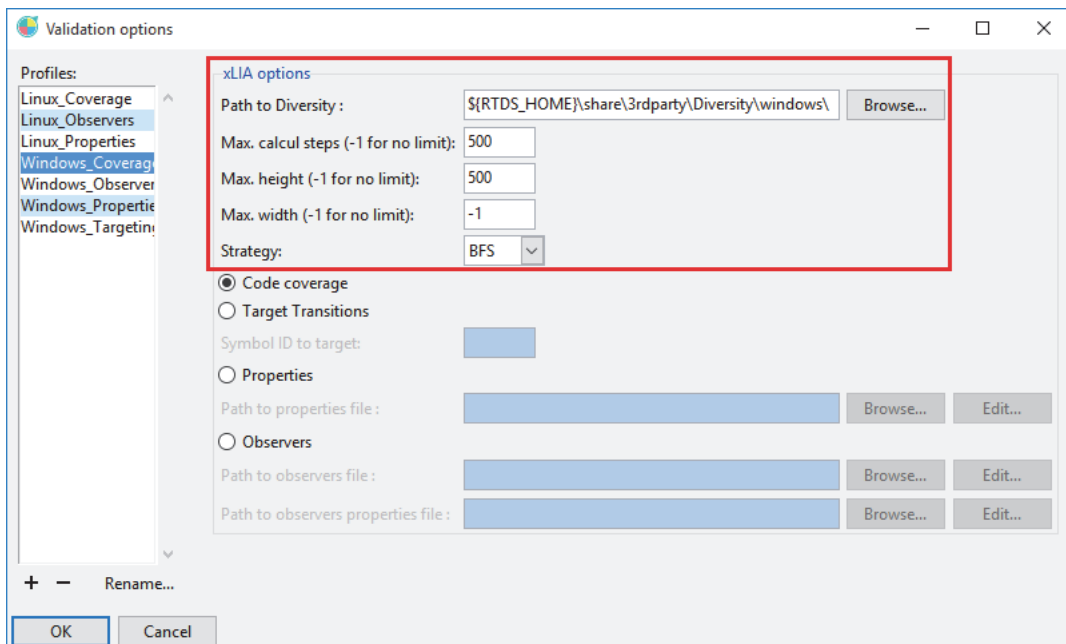 Validation options
Profiles:
Linux_Coverage
Linux_Observers
Linux_Properties
Windows_Coverag
Windows_Observer
Windows_Propertie
Windows_Targeting
+ − Rename...
xLIA options
Path to Diversity : ${RTDS_HOME}\share\3rdparty\Diversity\windows\ Browse...
Max. calcul steps (-1 for no limit): 500
Max. height (-1 for no limit): 500
Max. width (-1 for no limit): -1
Strategy: BFS
Code coverage
Target Transitions
Symbol ID to target:
Properties
Path to properties file : Browse... Edit...
Observers
Path to observers file : Browse... Edit...
Path to observers properties file : Browse... Edit...
OK Cancel